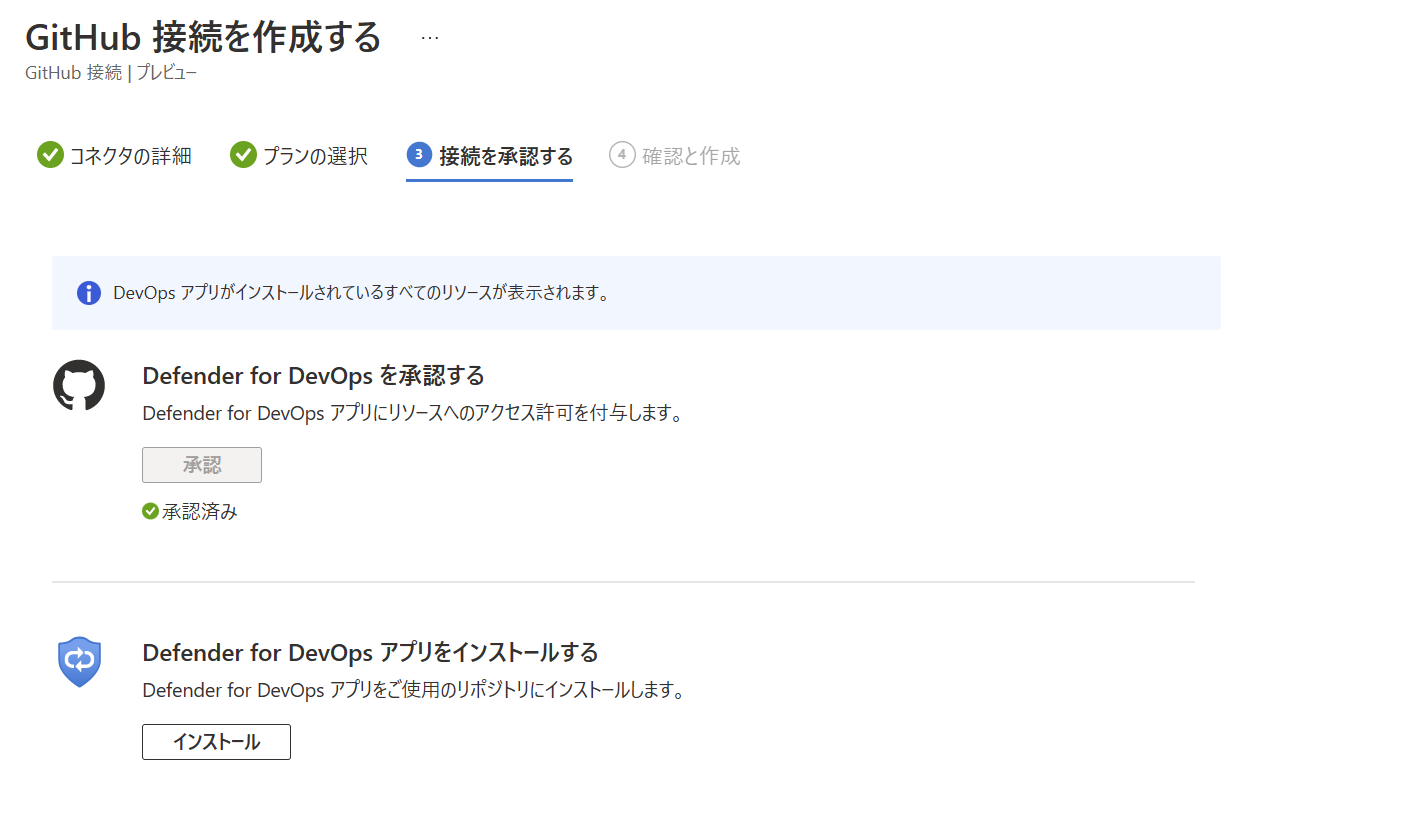 GitHub 接続を作成する ...
GitHub 接続 | プレビュー
コネクタの詳細 プランの選択 3 接続を承認する 4 確認と作成
DevOps アプリがインストールされているすべてのリソースが表示されます。
Defender for DevOps を承認する
Defender for DevOps アプリにリソースへのアクセス許可を付与します。
承認
承認済み
Defender for DevOps アプリをインストールする
Defender for DevOps アプリをご使用のリポジトリにインストールします。
インストール